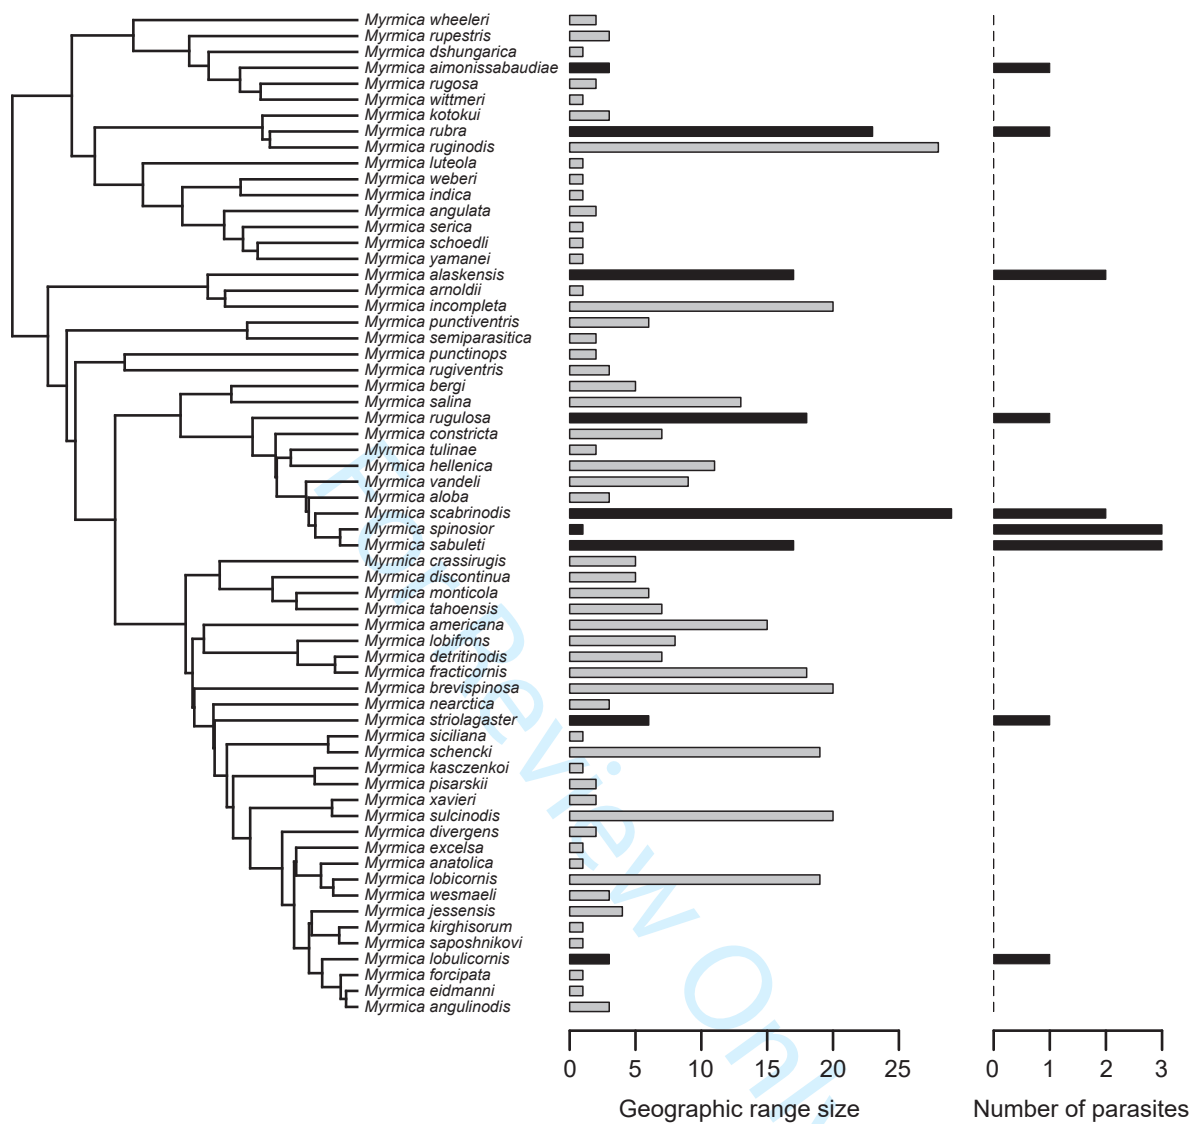 Myrmica wheeleri
Myrmica rupestris
Myrmica dshungarica
Myrmica aimonissabaudiae
Myrmica rugosa
Myrmica wittmeri
Myrmica kotokui
Myrmica rubra
Myrmica ruginodis
Myrmica luteola
Myrmica weberi
Myrmica indica
Myrmica angulata
Myrmica serica
Myrmica schoedli
Myrmica yamanei
Myrmica alaskensis
Myrmica arnoldii
Myrmica incompleta
Myrmica punctiventris
Myrmica semiparasitica
Myrmica punctinops
Myrmica rugiventris
Myrmica bergi
Myrmica salina
Myrmica rugulosa
Myrmica constricta
Myrmica tulinae
Myrmica hellenica
Myrmica vandeli
Myrmica aloba
Myrmica scabrinodis
Myrmica spinosior
Myrmica sabuleti
Myrmica crassirugis
Myrmica discontinua
Myrmica monticola
Myrmica tahoensis
Myrmica americana
Myrmica lobifrons
Myrmica detritinodis
Myrmica fracticornis
Myrmica brevispinosa
Myrmica nearctica
Myrmica striolagaster
Myrmica siciliana
Myrmica schencki
Myrmica kasczenkoi
Myrmica pisarskii
Myrmica xavieri
Myrmica sulcinodis
Myrmica divergens
Myrmica excelsa
Myrmica anatolica
Myrmica lobicornis
Myrmica wesmaeli
Myrmica jessensis
Myrmica kirghisorum
Myrmica saposhnikovi
Myrmica lobulicornis
Myrmica forcipata
Myrmica eidmanni
Myrmica angulinodis
0 5 10 15 20 25
Geographic range size
0 1 2 3
Number of parasites
For Review Onl